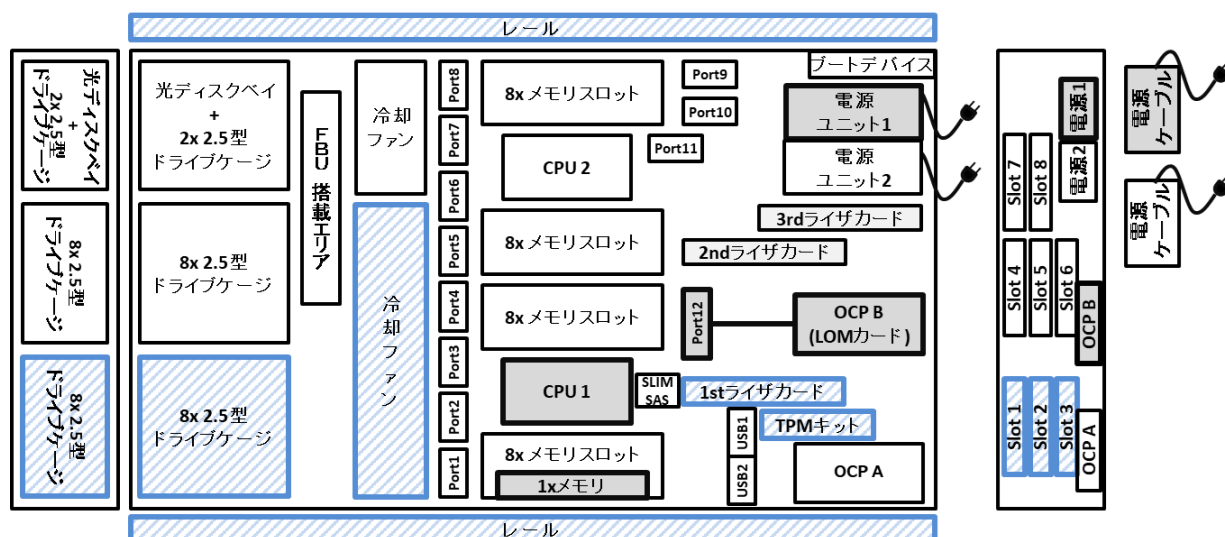 レール
光ディスクベイ
+
2x 2.5型
ドライブケージ
8x 2.5型
ドライブケージ
8x 2.5型
ドライブケージ
光ディスクベイ
+
2x 2.5型
ドライブケージ
8x 2.5型
ドライブケージ
8x 2.5型
ドライブケージ
FBU 搭載エリア
冷却
ファン
冷却ファン
Port8
Port7
Port6
Port5
Port4
Port3
Port2
Port1
8x メモリスロット
CPU 2
8x メモリスロット
8x メモリスロット
CPU 1
8x メモリスロット
1xメモリ
SLIM
SAS
Port9
Port10
Port11
Port12
ブートデバイス
電源
ユニット1
電源
ユニット2
3rdライザカード
2ndライザカード
OCP B
(LOMカード)
1stライザカード
TPMキット
USB1
USB2
OCP A
レール
電源1
電源2
Slot 7
Slot 8
Slot 4
Slot 5
Slot 6
OCP B
Slot 1
Slot 2
Slot 3
OCP A
電源
ケーブル
電源
ケーブル